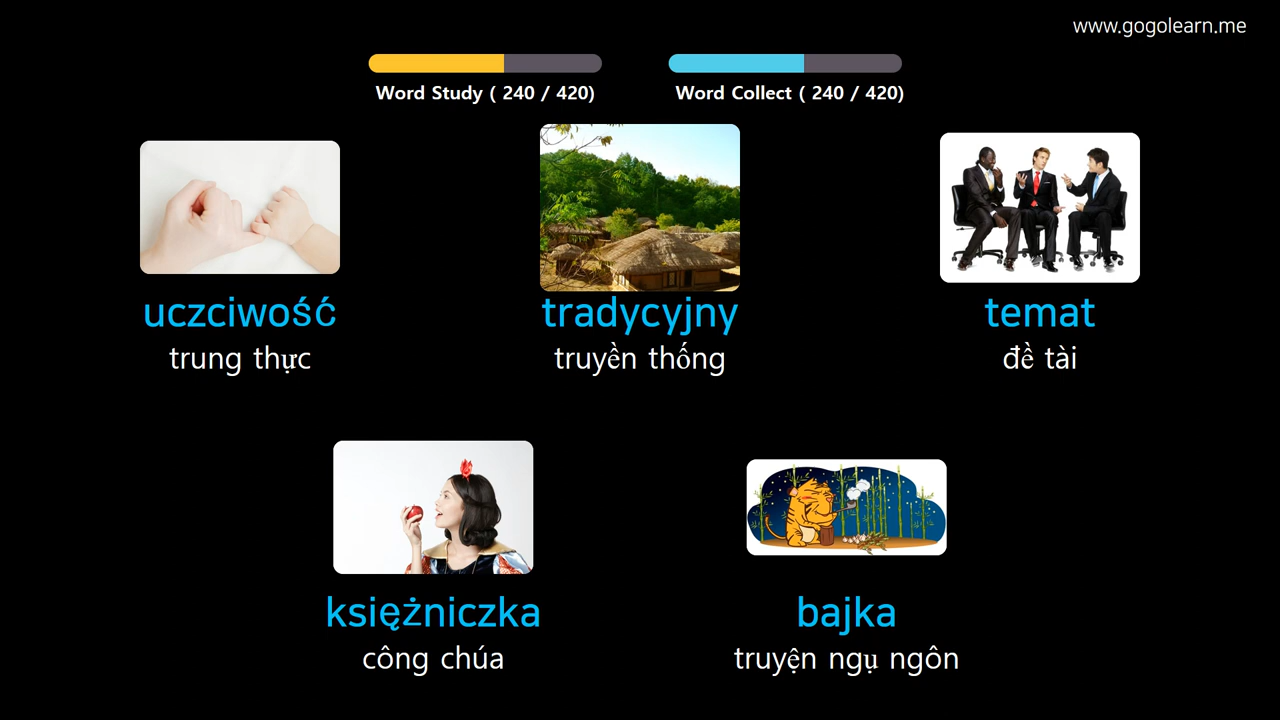 www.gogolearn.me
Word Study ( 240 / 420)
Word Collect ( 240 / 420)
uczciwość
trung thực
tradycyjny
truyền thống
temat
đề tài
księżniczka
công chúa
bajka
truyện ngụ ngôn